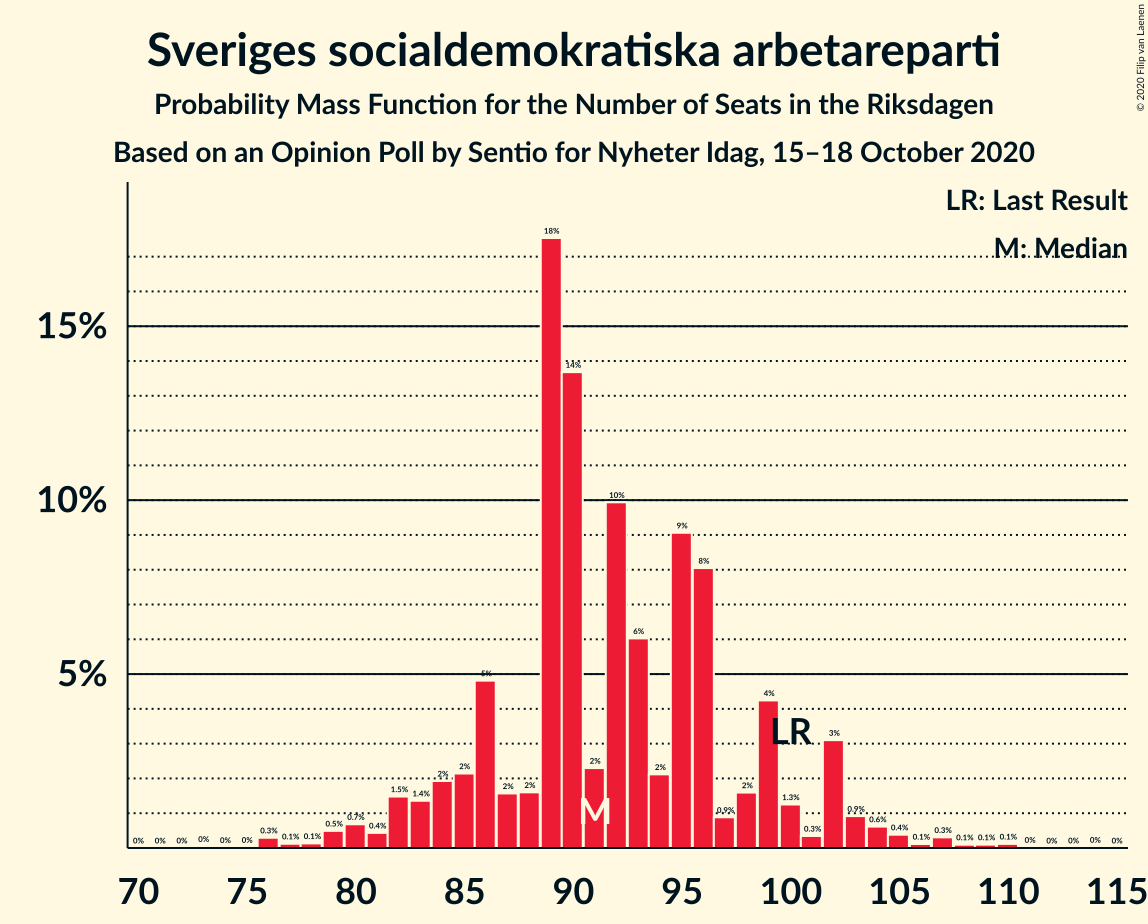 Sveriges socialdemokratiska arbetareparti
Probability Mass Function for the Number of Seats in the Riksdagen
Based on an Opinion Poll by Sentio for Nyheter Idag, 15–18 October 2020
© 2020 Filip van Laenen
LR: Last Result
M: Median
15%
10%
5%
0% 0% 0% 0% 0% 0% 0.3% 0.1% 0.1% 0.5% 0.7% 0.4% 1.5% 1.4% 2% 2% 5% 2% 2% 18% 14% 2% 10% 6% 2% 9% 8% 0.9% 2% 4% 1.3% 0.3% 3% 0.9% 0.6% 0.4% 0.1% 0.3% 0.1% 0.1% 0.1% 0% 0% 0% 0% 0%
LR
M
70 75 80 85 90 95 100 105 110 115